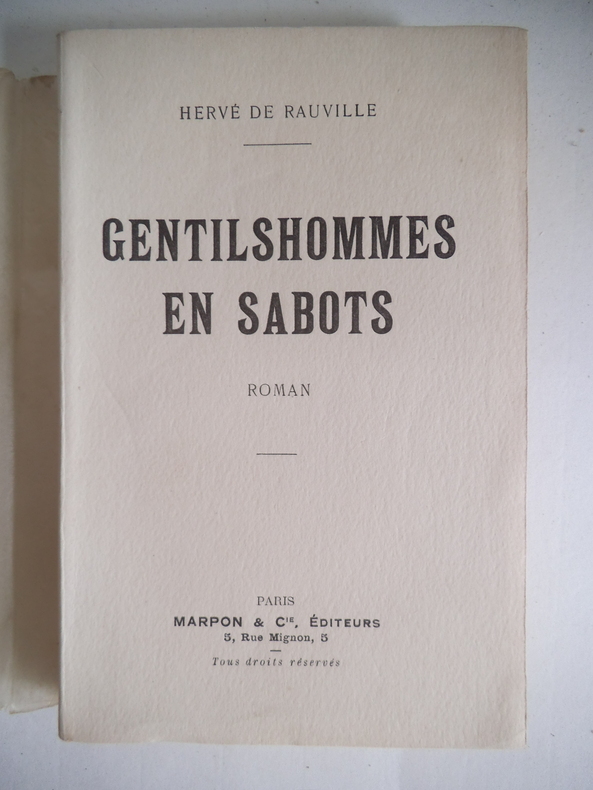 HERVÉ DE RAUVILLE
GENTILSHOMMES
EN SABOTS
ROMAN
PARIS
MARPON & CIE, ÉDITEURS
5, Rue Mignon, 5
Tous droits réservés